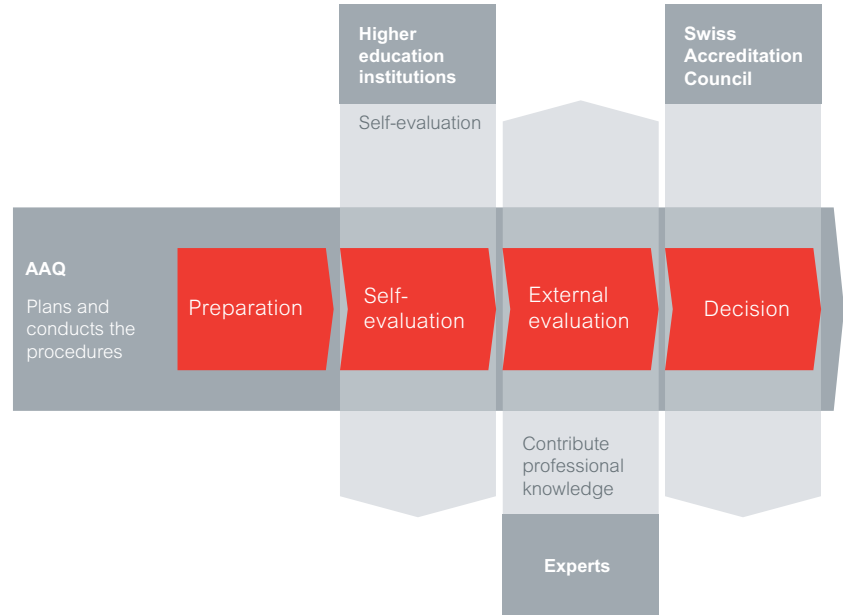 Higher
education
institutions
Self-evaluation
Swiss
Accreditation
Council
AAQ
Plans and
conducts the
procedures
Preparation
Self-
evaluation
External
evaluation
Decision
Contribute
professional
knowledge
Experts